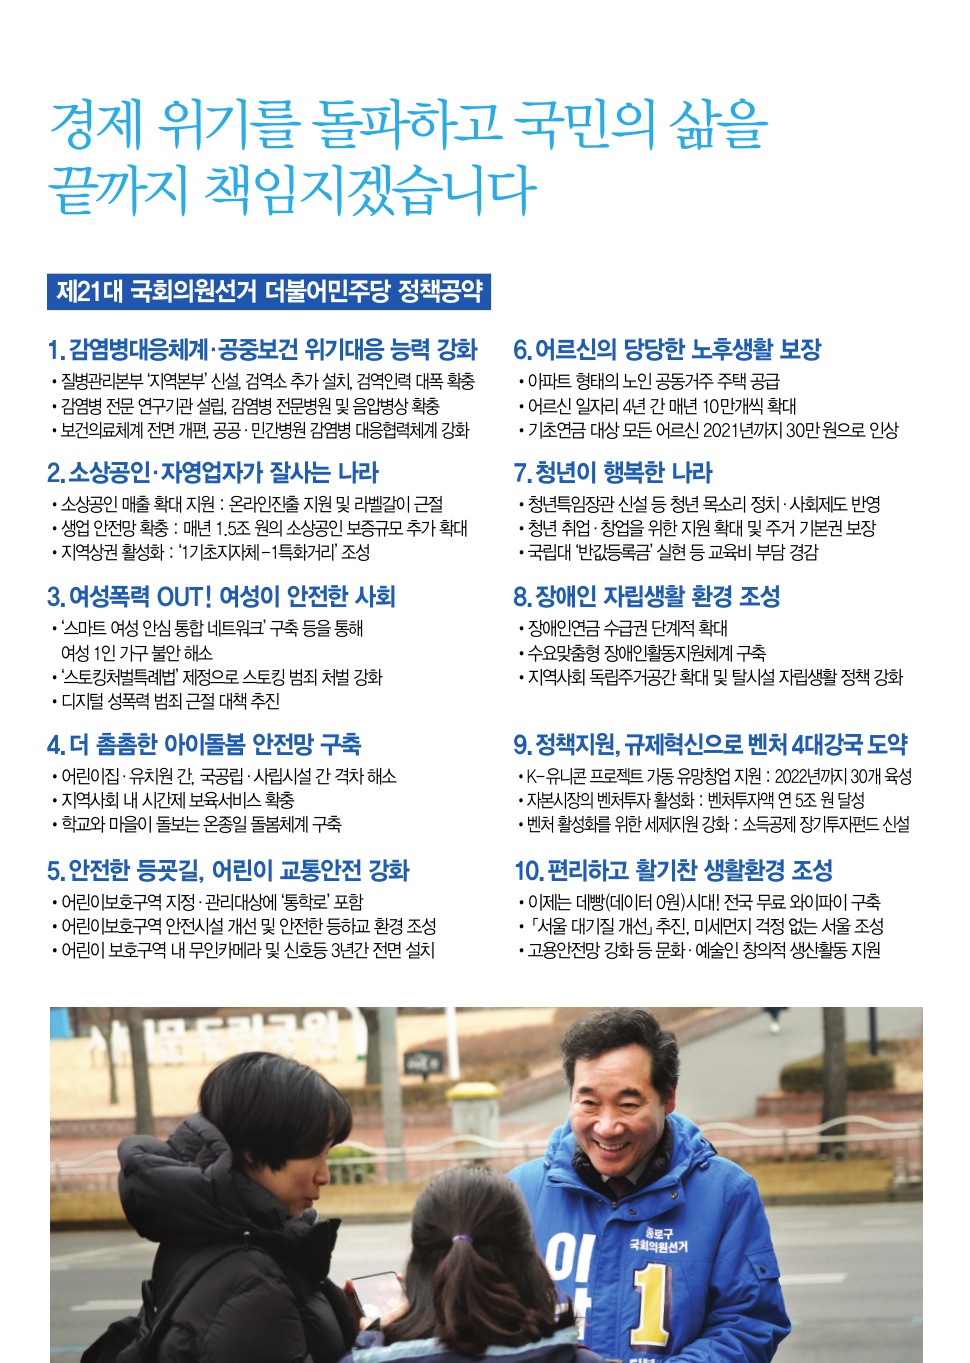 경제 위기를 돌파하고 국민의 삶을
끝까지 책임지겠습니다
제21대 국회의원선거 더불어민주당 정책공약
1. 감염병대응체계·공중보건 위기대응 능력 강화
• 질병관리본부 ‘지역본부’ 신설, 검역소 추가 설치, 검역인력 대폭 확충
• 감염병 전문 연구기관 설립, 감염병 전문병원 및 음압병상 확충
• 보건의료체계 전면 개편, 공공·민간병원 감염병 대응협력체계 강화
2. 소상공인·자영업자가 잘사는 나라
• 소상공인 매출 확대 지원 : 온라인진출 지원 및 라벨갈이 근절
• 생업 안전망 확충 : 매년 1.5조 원의 소상공인 보증규모 추가 확대
• 지역상권 활성화 : ‘1기초지자체–1특화거리’ 조성
3. 여성폭력 OUT! 여성이 안전한 사회
• ‘스마트 여성 안심 통합 네트워크’ 구축 등을 통해
여성 1인 가구 불안 해소
• ‘스토킹처벌특례법’ 제정으로 스토킹 범죄 처벌 강화
• 디지털 성폭력 범죄 근절 대책 추진
4. 더 촘촘한 아이돌봄 안전망 구축
• 어린이집·유치원 간, 국공립·사립시설 간 격차 해소
• 지역사회 내 시간제 보육서비스 확충
• 학교와 마을이 돌보는 온종일 돌봄체계 구축
5. 안전한 등굣길, 어린이 교통안전 강화
• 어린이보호구역 지정·관리대상에 ‘통학로’ 포함
• 어린이보호구역 안전시설 개선 및 안전한 등하교 환경 조성
• 어린이 보호구역 내 무인카메라 및 신호등 3년간 전면 설치
6. 어르신의 당당한 노후생활 보장
• 아파트 형태의 노인 공동거주 주택 공급
• 어르신 일자리 4년 간 매년 10만개씩 확대
• 기초연금 대상 모든 어르신 2021년까지 30만 원으로 인상
7. 청년이 행복한 나라
• 청년특임장관 신설 등 청년 목소리 정치·사회제도 반영
• 청년 취업·창업을 위한 지원 확대 및 주거 기본권 보장
• 국립대 ‘반값등록금’ 실현 등 교육비 부담 경감
8. 장애인 자립생활 환경 조성
• 장애인연금 수급권 단계적 확대
• 수요맞춤형 장애인활동지원체계 구축
• 지역사회 독립주거공간 확대 및 탈시설 자립생활 정책 강화
9. 정책지원, 규제혁신으로 벤처 4대강국 도약
• K–유니콘 프로젝트 가동 유망창업 지원 : 2022년까지 30개 육성
• 자본시장의 벤처투자 활성화 : 벤처투자액 연 5조 원 달성
• 벤처 활성화를 위한 세제지원 강화 : 소득공제 장기투자펀드 신설
10. 편리하고 활기찬 생활환경 조성
• 이제는 데빵(데이터 0원)시대! 전국 무료 와이파이 구축
• 「서울 대기질 개선」 추진, 미세먼지 걱정 없는 서울 조성
• 고용안전망 강화 등 문화·예술인 창의적 생산활동 지원
문독립공원
종로구
국회의원선거
이
1